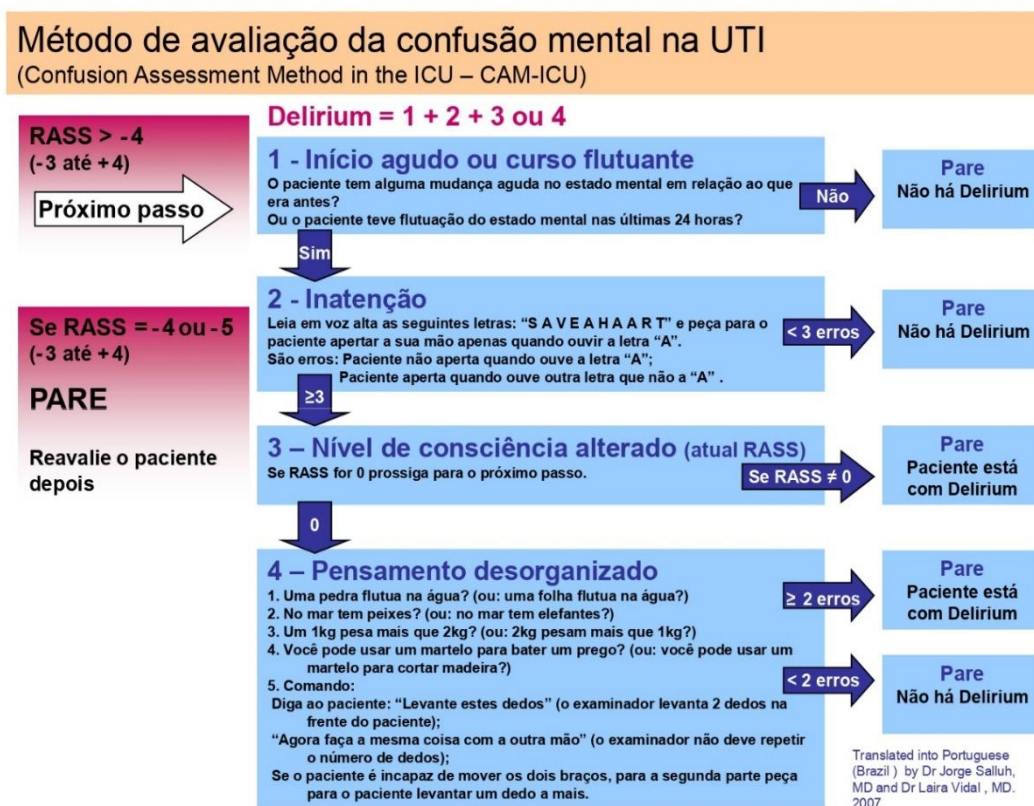 Método de avaliação da confusão mental na UTI
(Confusion Assessment Method in the ICU – CAM-ICU)
RASS > -4
(-3 até +4)
Próximo passo
Se RASS = -4 ou -5
(-3 até +4)
PARE
Reavalie o paciente
depois
Delirium = 1 + 2 + 3 ou 4
1 - Início agudo ou curso flutuante
O paciente tem alguma mudança aguda no estado mental em relação ao que
era antes?
Ou o paciente teve flutuação do estado mental nas últimas 24 horas?
Não
Pare
Não há Delirium
Sim
2 - Inatenção
Leia em voz alta as seguintes letras: “S A V E A H A A R T” e peça para o
paciente apertar a sua mão apenas quando ouvir a letra “A”.
São erros: Paciente não aperta quando ouve a letra “A”;
Paciente aperta quando ouve outra letra que não a “A” .
< 3 erros
Pare
Não há Delirium
≥3
3 – Nível de consciência alterado (atual RASS)
Se RASS for 0 prossiga para o próximo passo.
Se RASS ≠ 0
Pare
Paciente está
com Delirium
0
4 – Pensamento desorganizado
1. Uma pedra flutua na água? (ou: uma folha flutua na água?)
2. No mar tem peixes? (ou: no mar tem elefantes?)
3. Um 1kg pesa mais que 2kg? (ou: 2kg pesam mais que 1kg?)
4. Você pode usar um martelo para bater um prego? (ou: você pode usar um
martelo para cortar madeira?)
5. Comando:
Diga ao paciente: “Levante estes dedos” (o examinador levanta 2 dedos na
frente do paciente);
“Agora faça a mesma coisa com a outra mão” (o examinador não deve repetir
o número de dedos);
Se o paciente é incapaz de mover os dois braços, para a segunda parte peça
para o paciente levantar um dedo a mais.
≥ 2 erros
Pare
Paciente está
com Delirium
< 2 erros
Pare
Não há Delirium
Translated into Portuguese
(Brazil ) by Dr Jorge Salluh,
MD and Dr Laira Vidal , MD.
2007